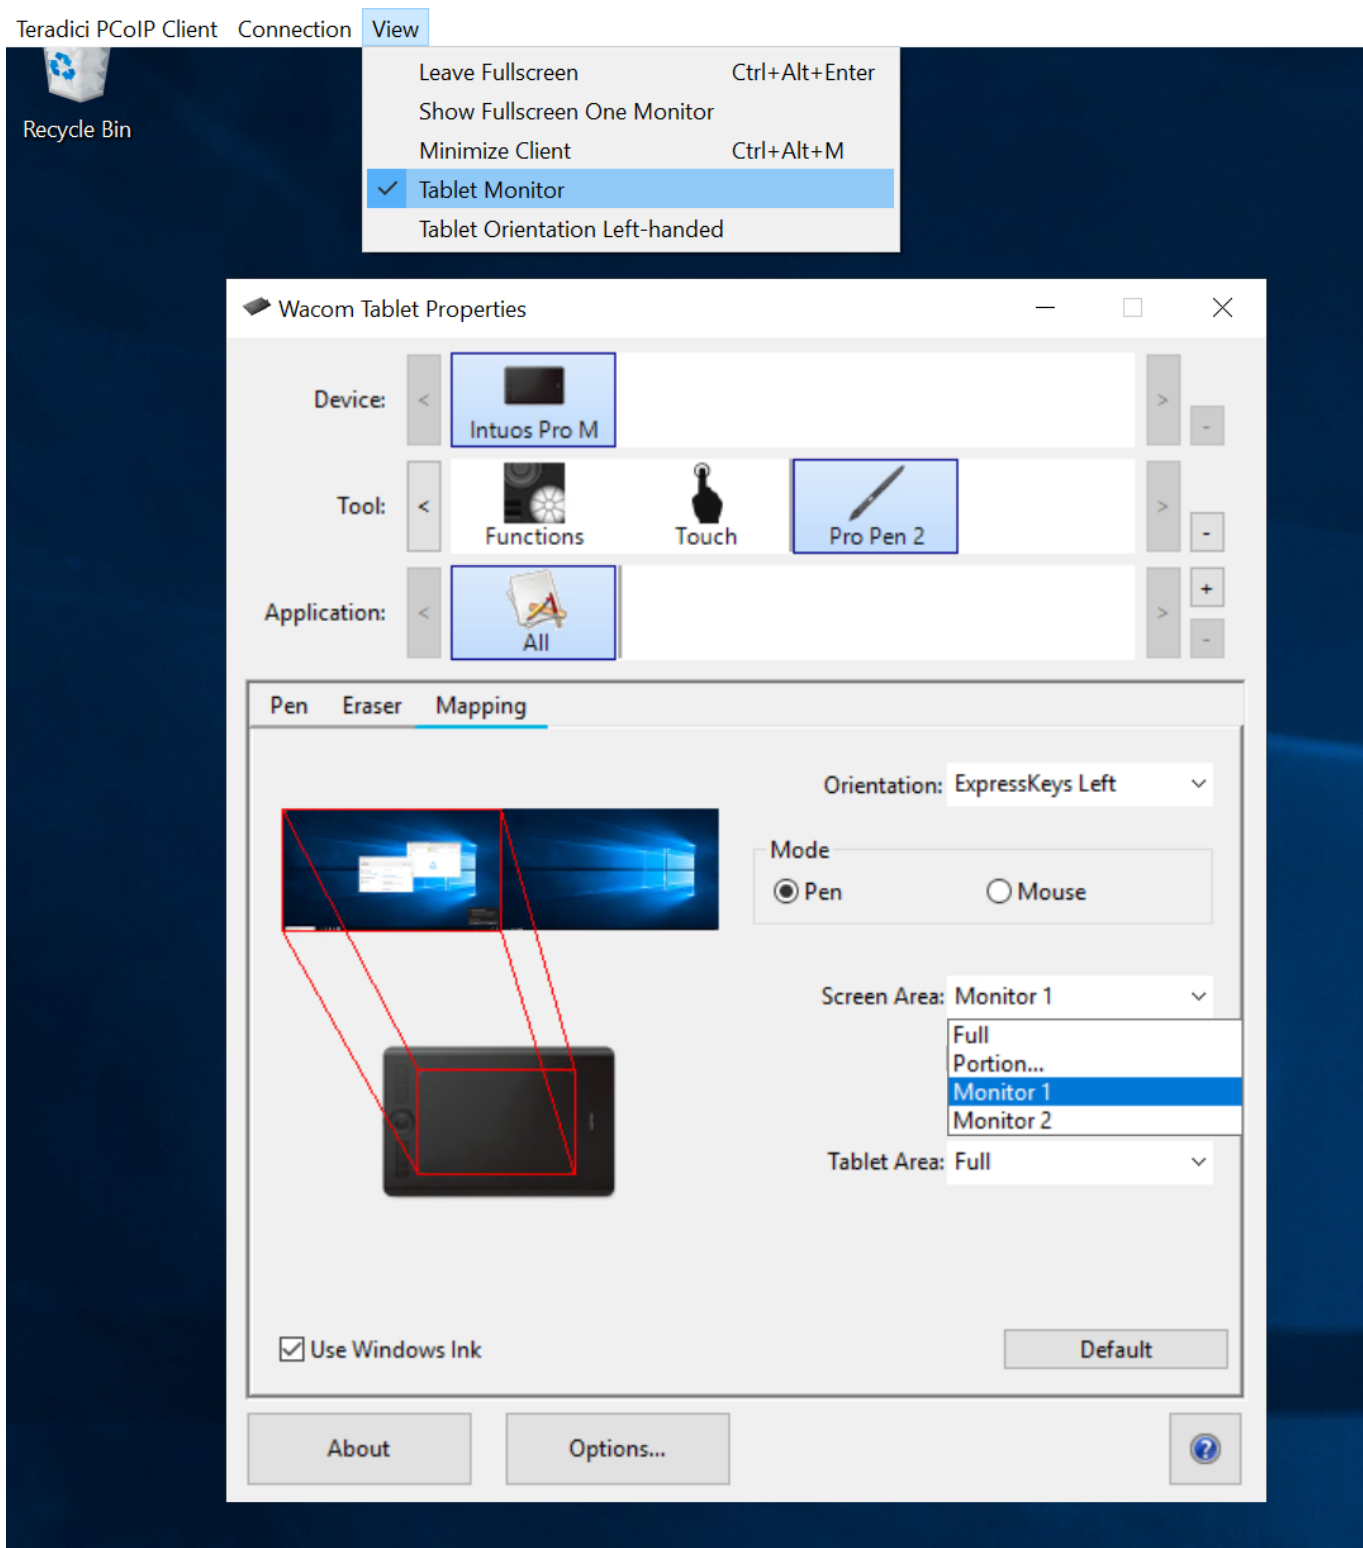 Teradici PCoIP Client Connection View
Leave Fullscreen Ctrl+Alt+Enter
Show Fullscreen One Monitor
Minimize Client Ctrl+Alt+M
Tablet Monitor
Tablet Orientation Left-handed
Recycle Bin
Wacom Tablet Properties
Device: < Intuos Pro M > -
Tool: < Functions Touch Pro Pen 2 > -
Application: < All > + -
Pen Eraser Mapping
Orientation: ExpressKeys Left
Mode
Pen Mouse
Screen Area: Monitor 1
Full
Portion...
Monitor 1
Monitor 2
Tablet Area: Full
Use Windows Ink Default
About Options... ?